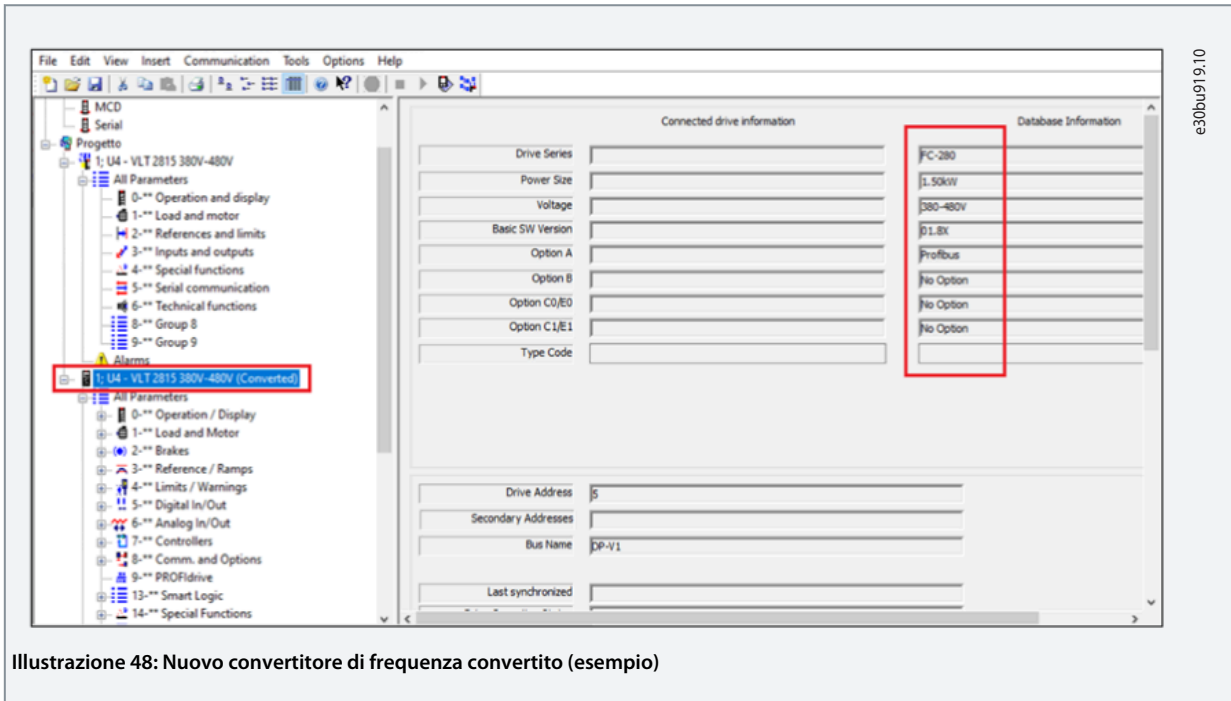 File Edit View Insert Communication Tools Options Help
MCD
Serial
Progetto
1; U4 - VLT 2815 380V-480V
All Parameters
0-** Operation and display
1-** Load and motor
2-** References and limits
3-** Inputs and outputs
4-** Special functions
5-** Serial communication
6-** Technical functions
8-** Group 8
9-** Group 9
Alarms
1; U4 - VLT 2815 380V-480V (Converted)
All Parameters
0-** Operation / Display
1-** Load and Motor
2-** Brakes
3-** Reference / Ramps
4-** Limits / Warnings
5-** Digital In/Out
6-** Analog In/Out
7-** Controllers
8-** Comm. and Options
9-** PROFIdrive
13-** Smart Logic
14-** Special Functions
Connected drive information Database Information
Drive Series FC-280
Power Size 1.50kW
Voltage 380-480V
Basic SW Version 01.8X
Option A Profibus
Option B No Option
Option C0/E0 No Option
Option C1/E1 No Option
Type Code
Drive Address 5
Secondary Addresses
Bus Name DP-V1
Last synchronized
e30bu919.10
Illustrazione 48: Nuovo convertitore di frequenza convertito (esempio)